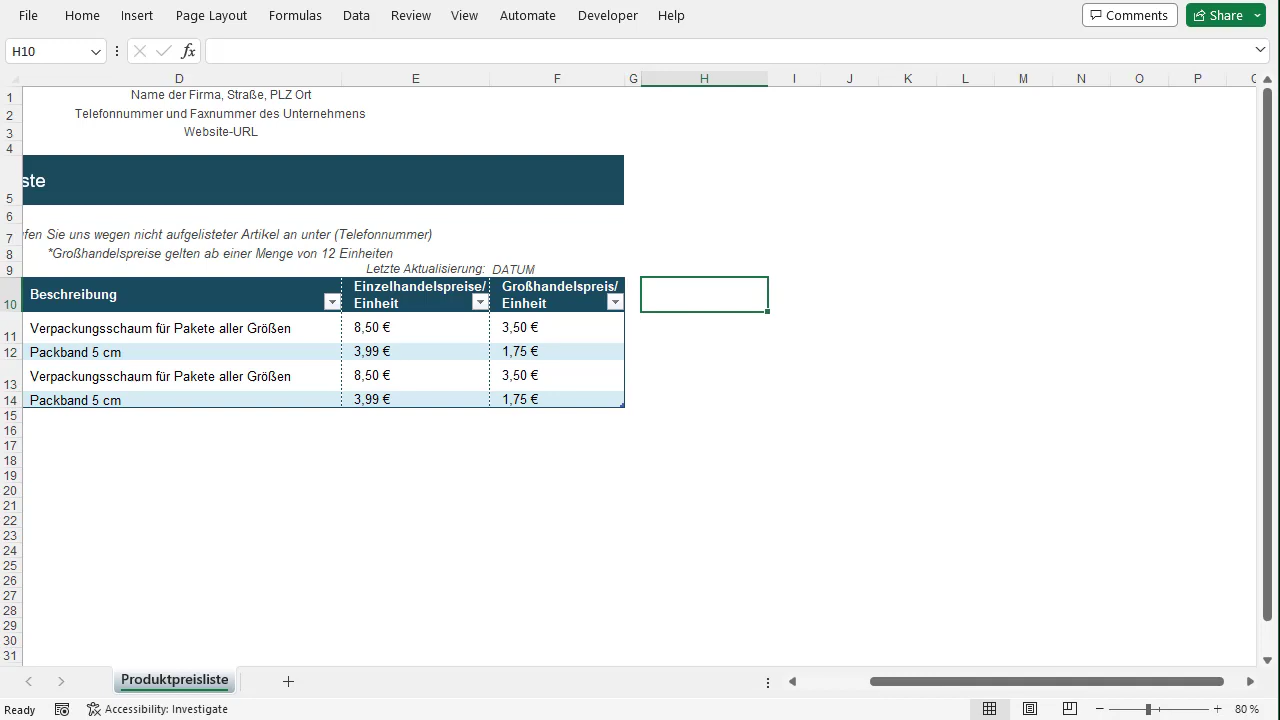 File Home Insert Page Layout Formulas Data Review View Automate Developer Help Comments Share
H10 fx
D E F G H I J K L M N O P
1 Name der Firma, Straße, PLZ Ort
2 Telefonnummer und Faxnummer des Unternehmens
3 Website-URL
4
5 ste
6
7 fen Sie uns wegen nicht aufgelisteter Artikel an unter (Telefonnummer)
8 *Großhandelspreise gelten ab einer Menge von 12 Einheiten
9 Letzte Aktualisierung: DATUM
10 Beschreibung Einzelhandelspreise/ Einheit Großhandelspreis/ Einheit
11 Verpackungsschaum für Pakete aller Größen 8,50 € 3,50 €
12 Packband 5 cm 3,99 € 1,75 €
13 Verpackungsschaum für Pakete aller Größen 8,50 € 3,50 €
14 Packband 5 cm 3,99 € 1,75 €
15
16
17
18
19
20
21
22
23
24
25
26
27
28
29
30
31
Produktpreisliste
Ready Accessibility: Investigate 80 %